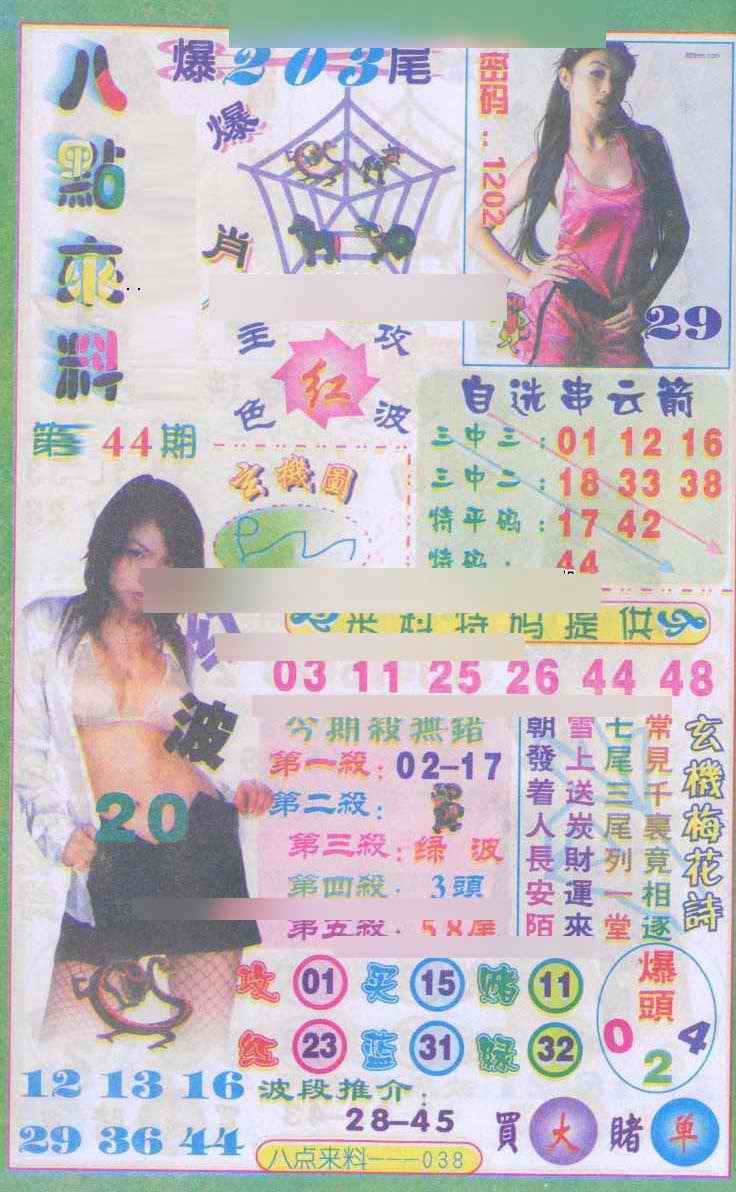 八點來料
第44期
爆203尾
爆
肖
主攻
红
色波
密码:1202
29
自选串云箭
三中三:01 12 16
三中二:18 33 38
特平码:17 42
特码:44
玄機圖
红波
20
来料特码提供
03 11 25 26 44 48
今期殺無錯
第一殺:02-17
第二殺:
第三殺:绿波
第四殺:3頭
第五殺:58尾
玄機梅花詩
常見千裏竟相逐
七尾三尾列一堂
雪上送炭財運來
朝發着人長安陌
攻 01 买 15 赌 11
红 23 蓝 31 緑 32
爆頭
0 2 4
12 13 16
29 36 44
波段推介:
28-45
買大賭单
八点来料---038